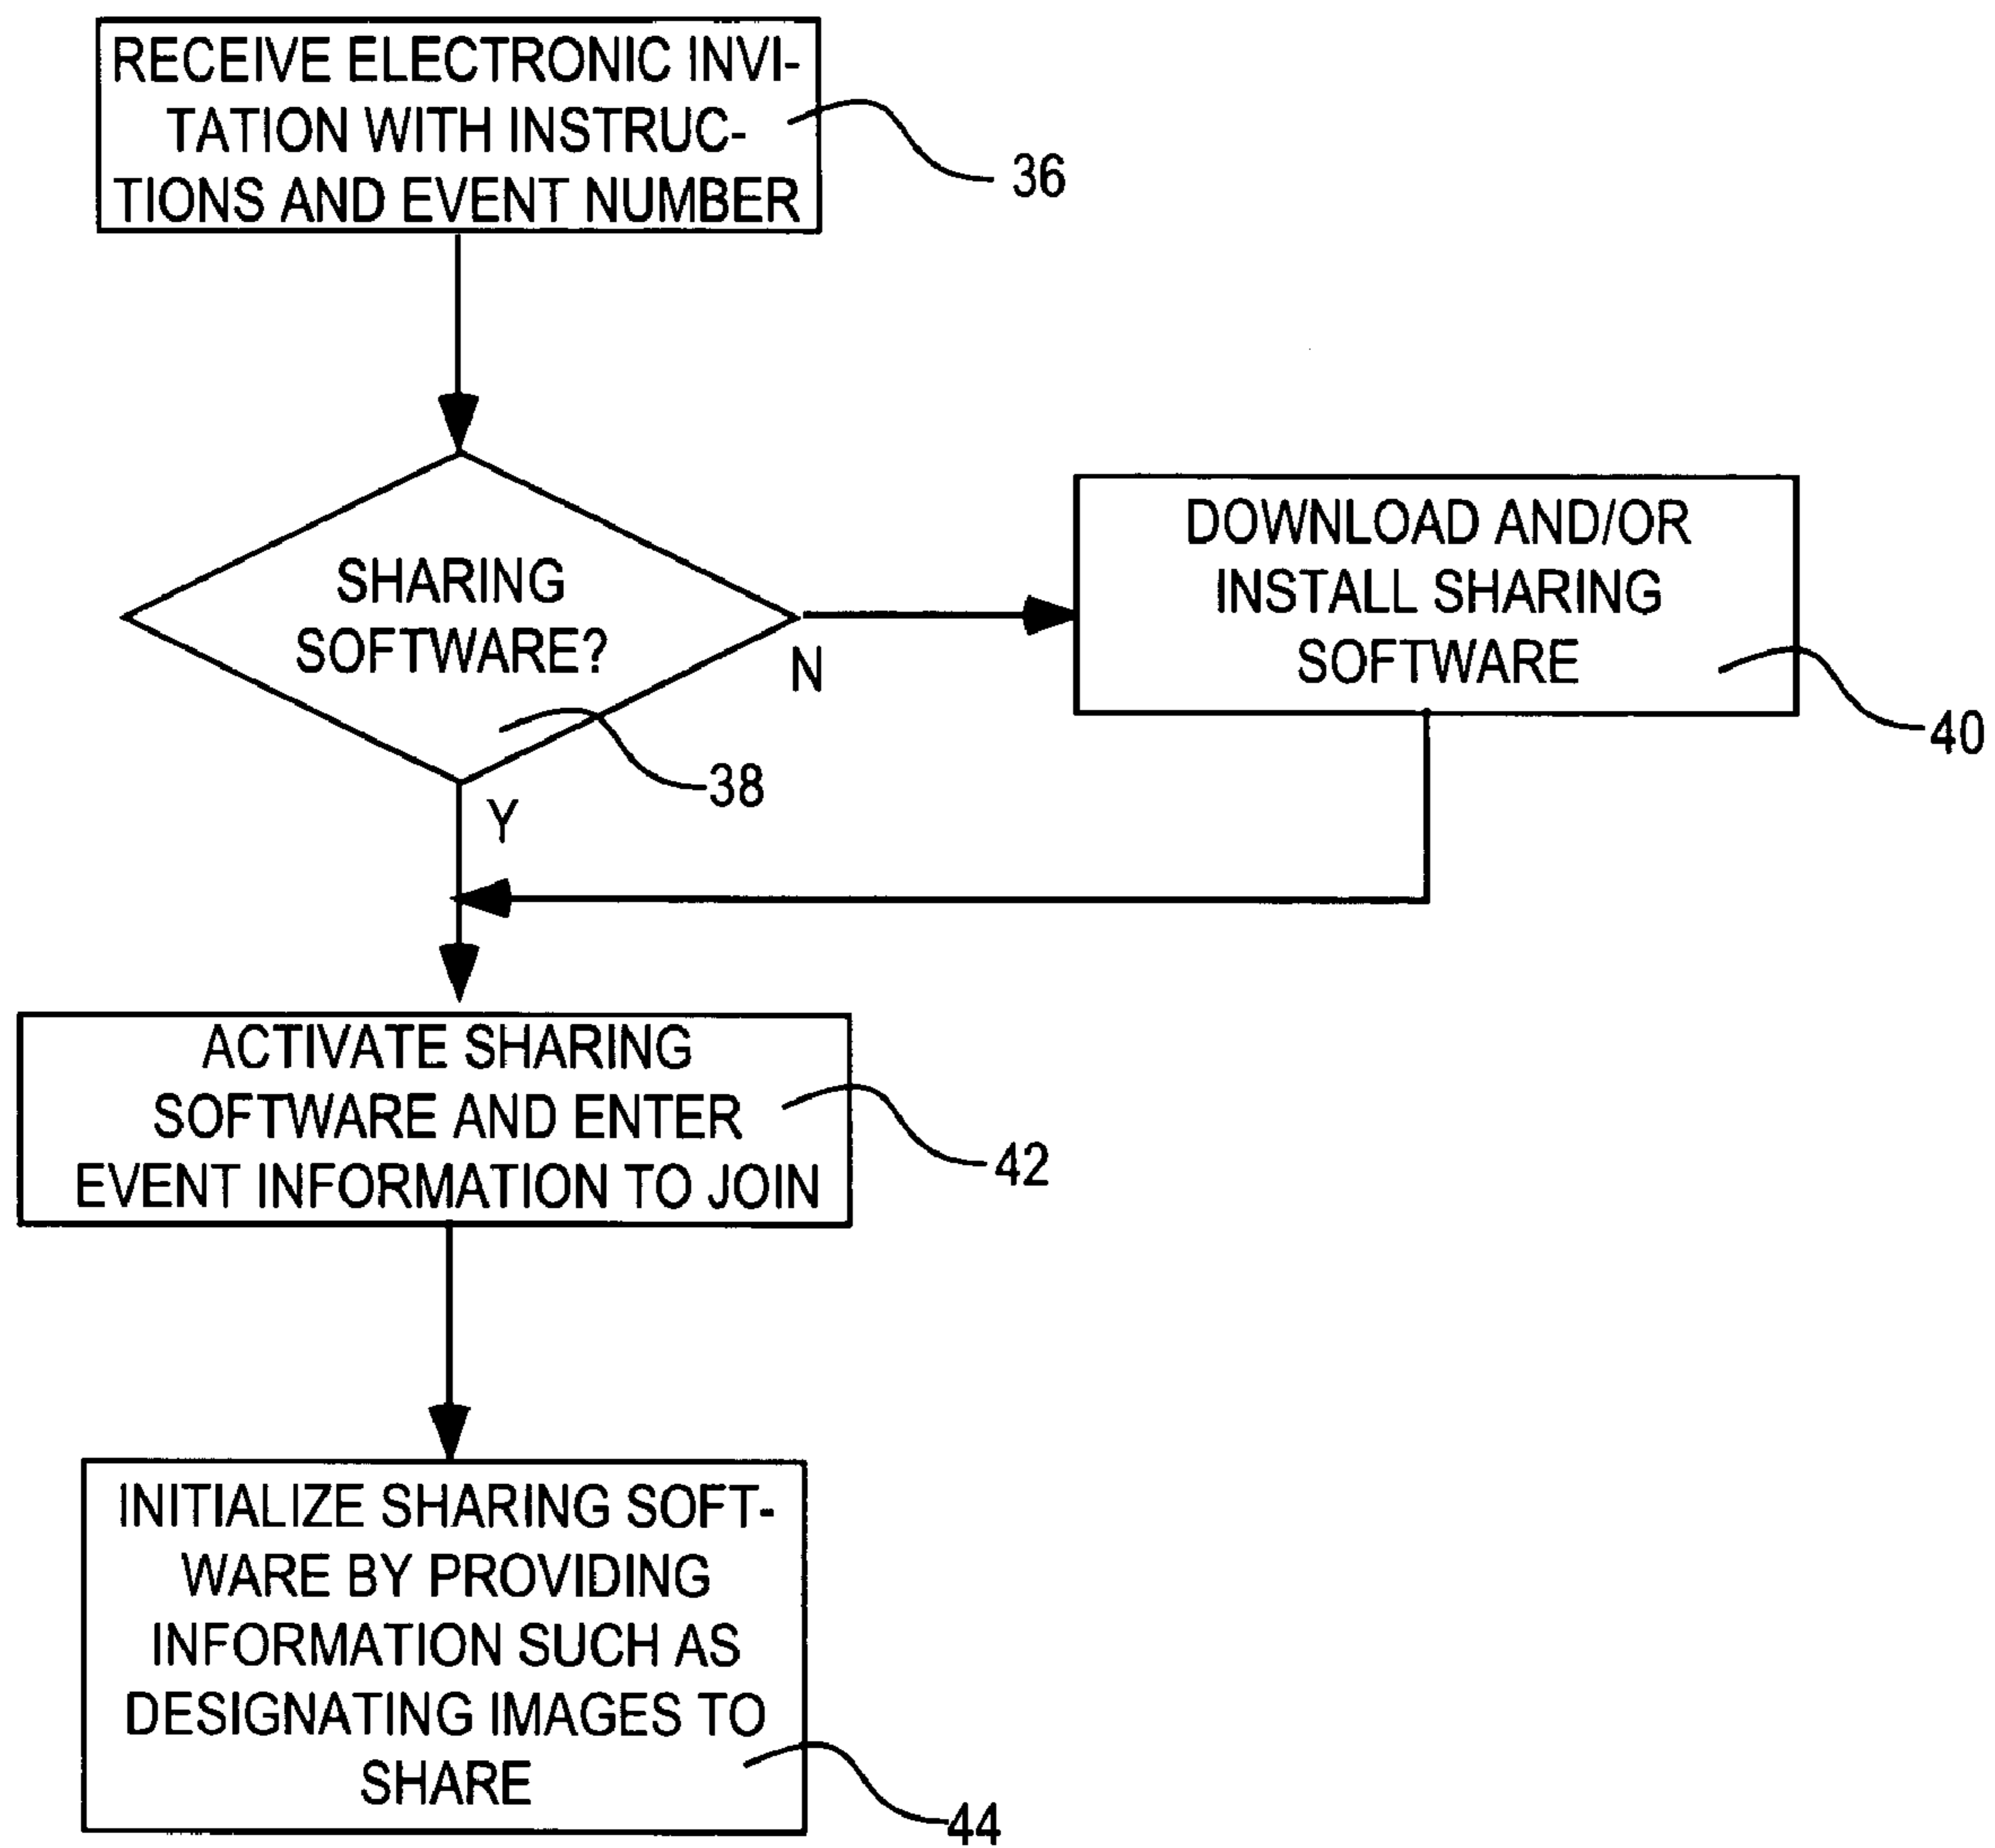 RECEIVE ELECTRONIC INVI-
TATION WITH INSTRUC-
TIONS AND EVENT NUMBER
36
SHARING
SOFTWARE?
N
38
Y
DOWNLOAD AND/OR
INSTALL SHARING
SOFTWARE
40
ACTIVATE SHARING
SOFTWARE AND ENTER
EVENT INFORMATION TO JOIN
42
INITIALIZE SHARING SOFT-
WARE BY PROVIDING
INFORMATION SUCH AS
DESIGNATING IMAGES TO
SHARE
44